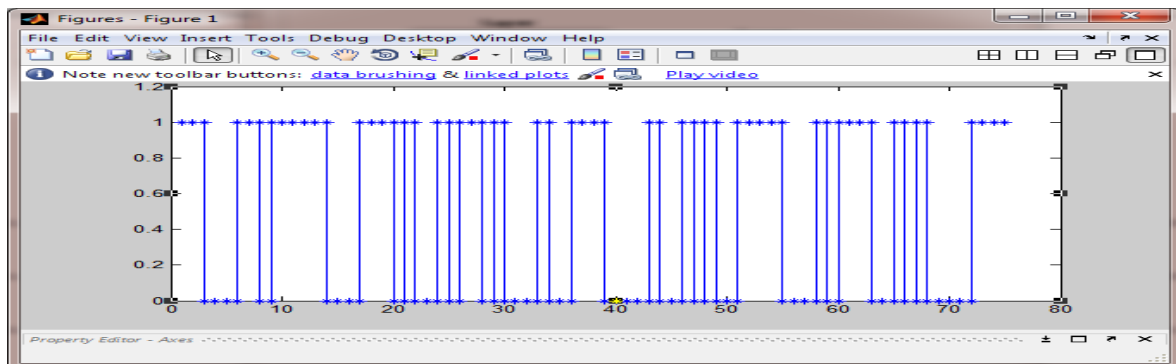 Figures - Figure 1
File Edit View Insert Tools Debug Desktop Window Help
Note new toolbar buttons: data brushing & linked plots Play video
1.2
1
0.8
0.6
0.4
0.2
0
0 10 20 30 40 50 60 70 80
Property Editor - Axes